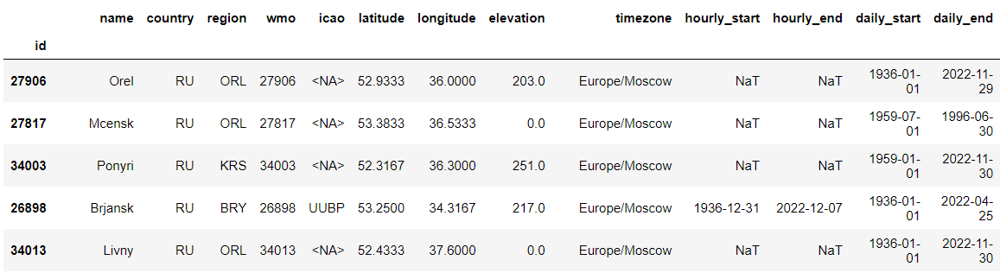 name country region wmo icao latitude longitude elevation timezone hourly_start hourly_end daily_start daily_end
id
27906 Orel RU ORL 27906 <NA> 52.9333 36.0000 203.0 Europe/Moscow NaT NaT 1936-01- 2022-11-
01 29
27817 Mcensk RU ORL 27817 <NA> 53.3833 36.5333 0.0 Europe/Moscow NaT NaT 1959-07- 1996-06-
01 30
34003 Ponyri RU KRS 34003 <NA> 52.3167 36.3000 251.0 Europe/Moscow NaT NaT 1959-01- 2022-11-
01 30
26898 Brjansk RU BRY 26898 UUBP 53.2500 34.3167 217.0 Europe/Moscow 1936-12-31 2022-12-07 1936-01- 2022-04-
01 25
34013 Livny RU ORL 34013 <NA> 52.4333 37.6000 0.0 Europe/Moscow NaT NaT 1936-01- 2022-11-
01 30